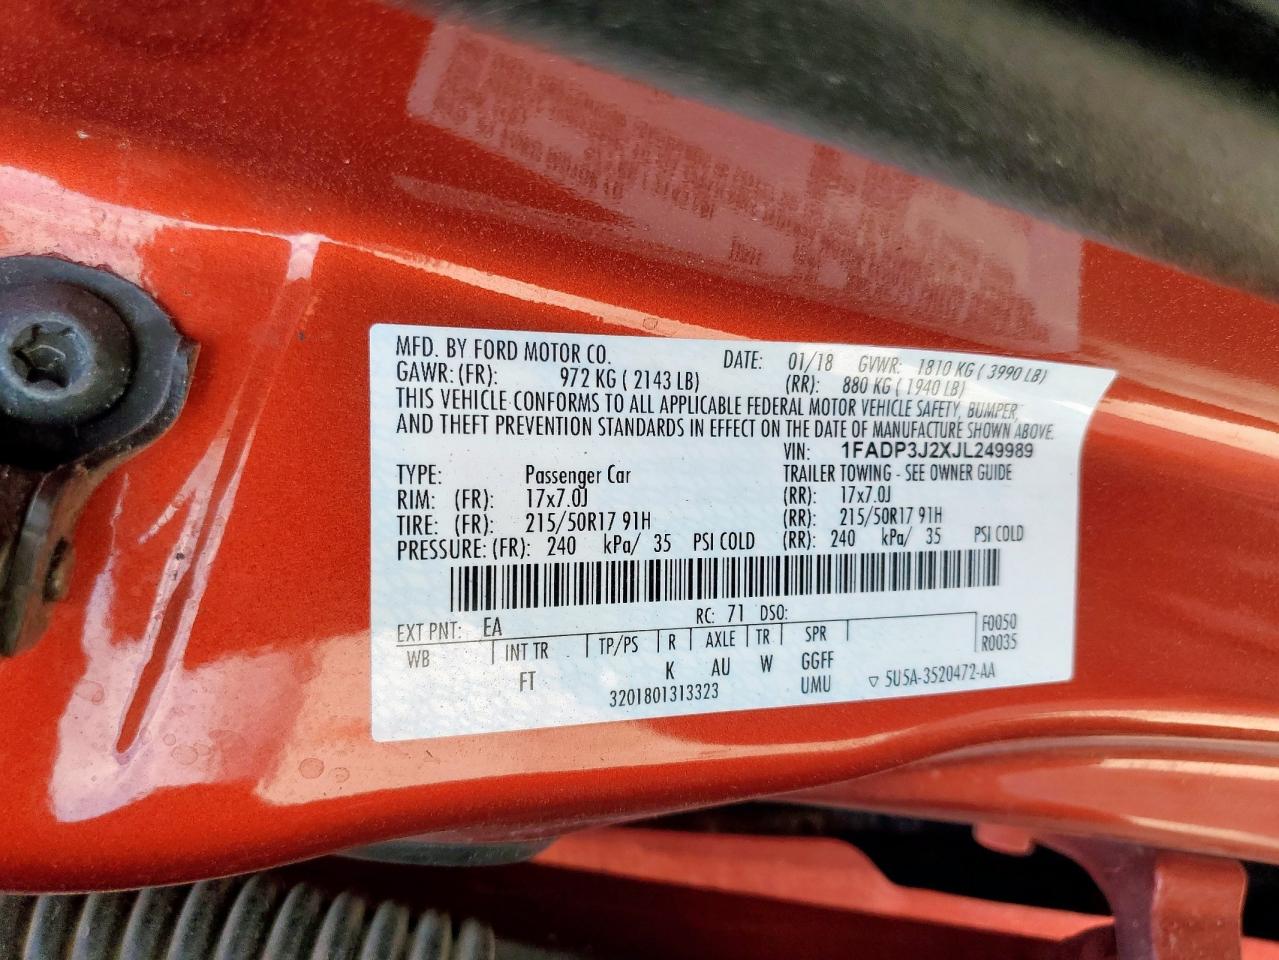 MFD. BY FORD MOTOR CO. DATE: 01/18 GVWR: 1810 KG ( 3990 LB)
GAWR: (FR): 972 KG ( 2143 LB) (RR): 880 KG ( 1940 LB)
THIS VEHICLE CONFORMS TO ALL APPLICABLE FEDERAL MOTOR VEHICLE SAFETY, BUMPER,
AND THEFT PREVENTION STANDARDS IN EFFECT ON THE DATE OF MANUFACTURE SHOWN ABOVE.
VIN: 1FADP3J2XJL249989
TYPE: Passenger Car TRAILER TOWING - SEE OWNER GUIDE
RIM: (FR): 17x7.0J (RR): 17x7.0J
TIRE: (FR): 215/50R17 91H (RR): 215/50R17 91H
PRESSURE: (FR): 240 kPa/ 35 PSI COLD (RR): 240 kPa/ 35 PSI COLD
EXT PNT: EA RC: 71 DSO: F0050
WB INT TR TP/PS R AXLE TR SPR R0035
FT K AU W GGFF
3201801313323 UMU ▽ 5U5A-3520472-AA